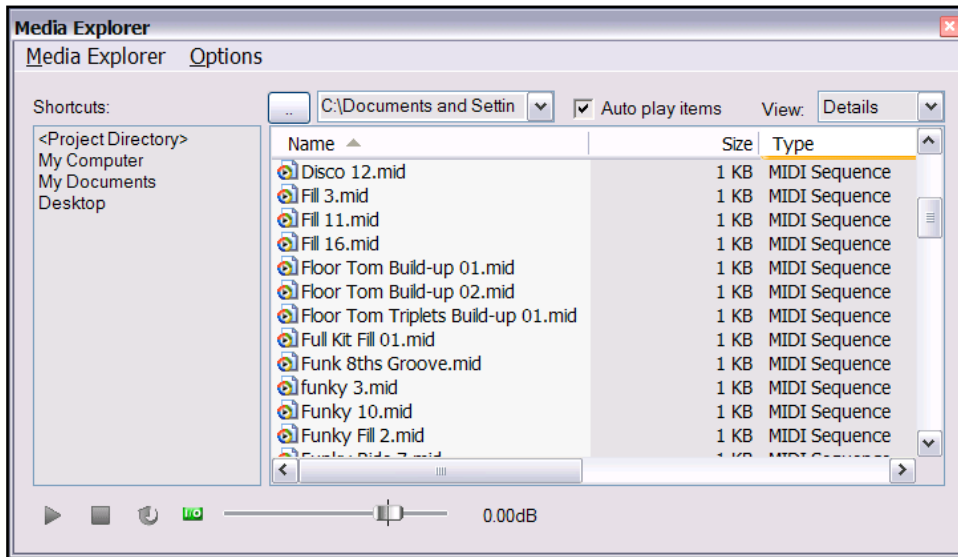 Media Explorer
Media Explorer Options
Shortcuts: .. C:\Documents and Settin Auto play items View: Details
<Project Directory>
My Computer
My Documents
Desktop
Name Size Type
Disco 12.mid 1 KB MIDI Sequence
Fill 3.mid 1 KB MIDI Sequence
Fill 11.mid 1 KB MIDI Sequence
Fill 16.mid 1 KB MIDI Sequence
Floor Tom Build-up 01.mid 1 KB MIDI Sequence
Floor Tom Build-up 02.mid 1 KB MIDI Sequence
Floor Tom Triplets Build-up 01.mid 1 KB MIDI Sequence
Full Kit Fill 01.mid 1 KB MIDI Sequence
Funk 8ths Groove.mid 1 KB MIDI Sequence
funky 3.mid 1 KB MIDI Sequence
Funky 10.mid 1 KB MIDI Sequence
Funky Fill 2.mid 1 KB MIDI Sequence
0.00dB